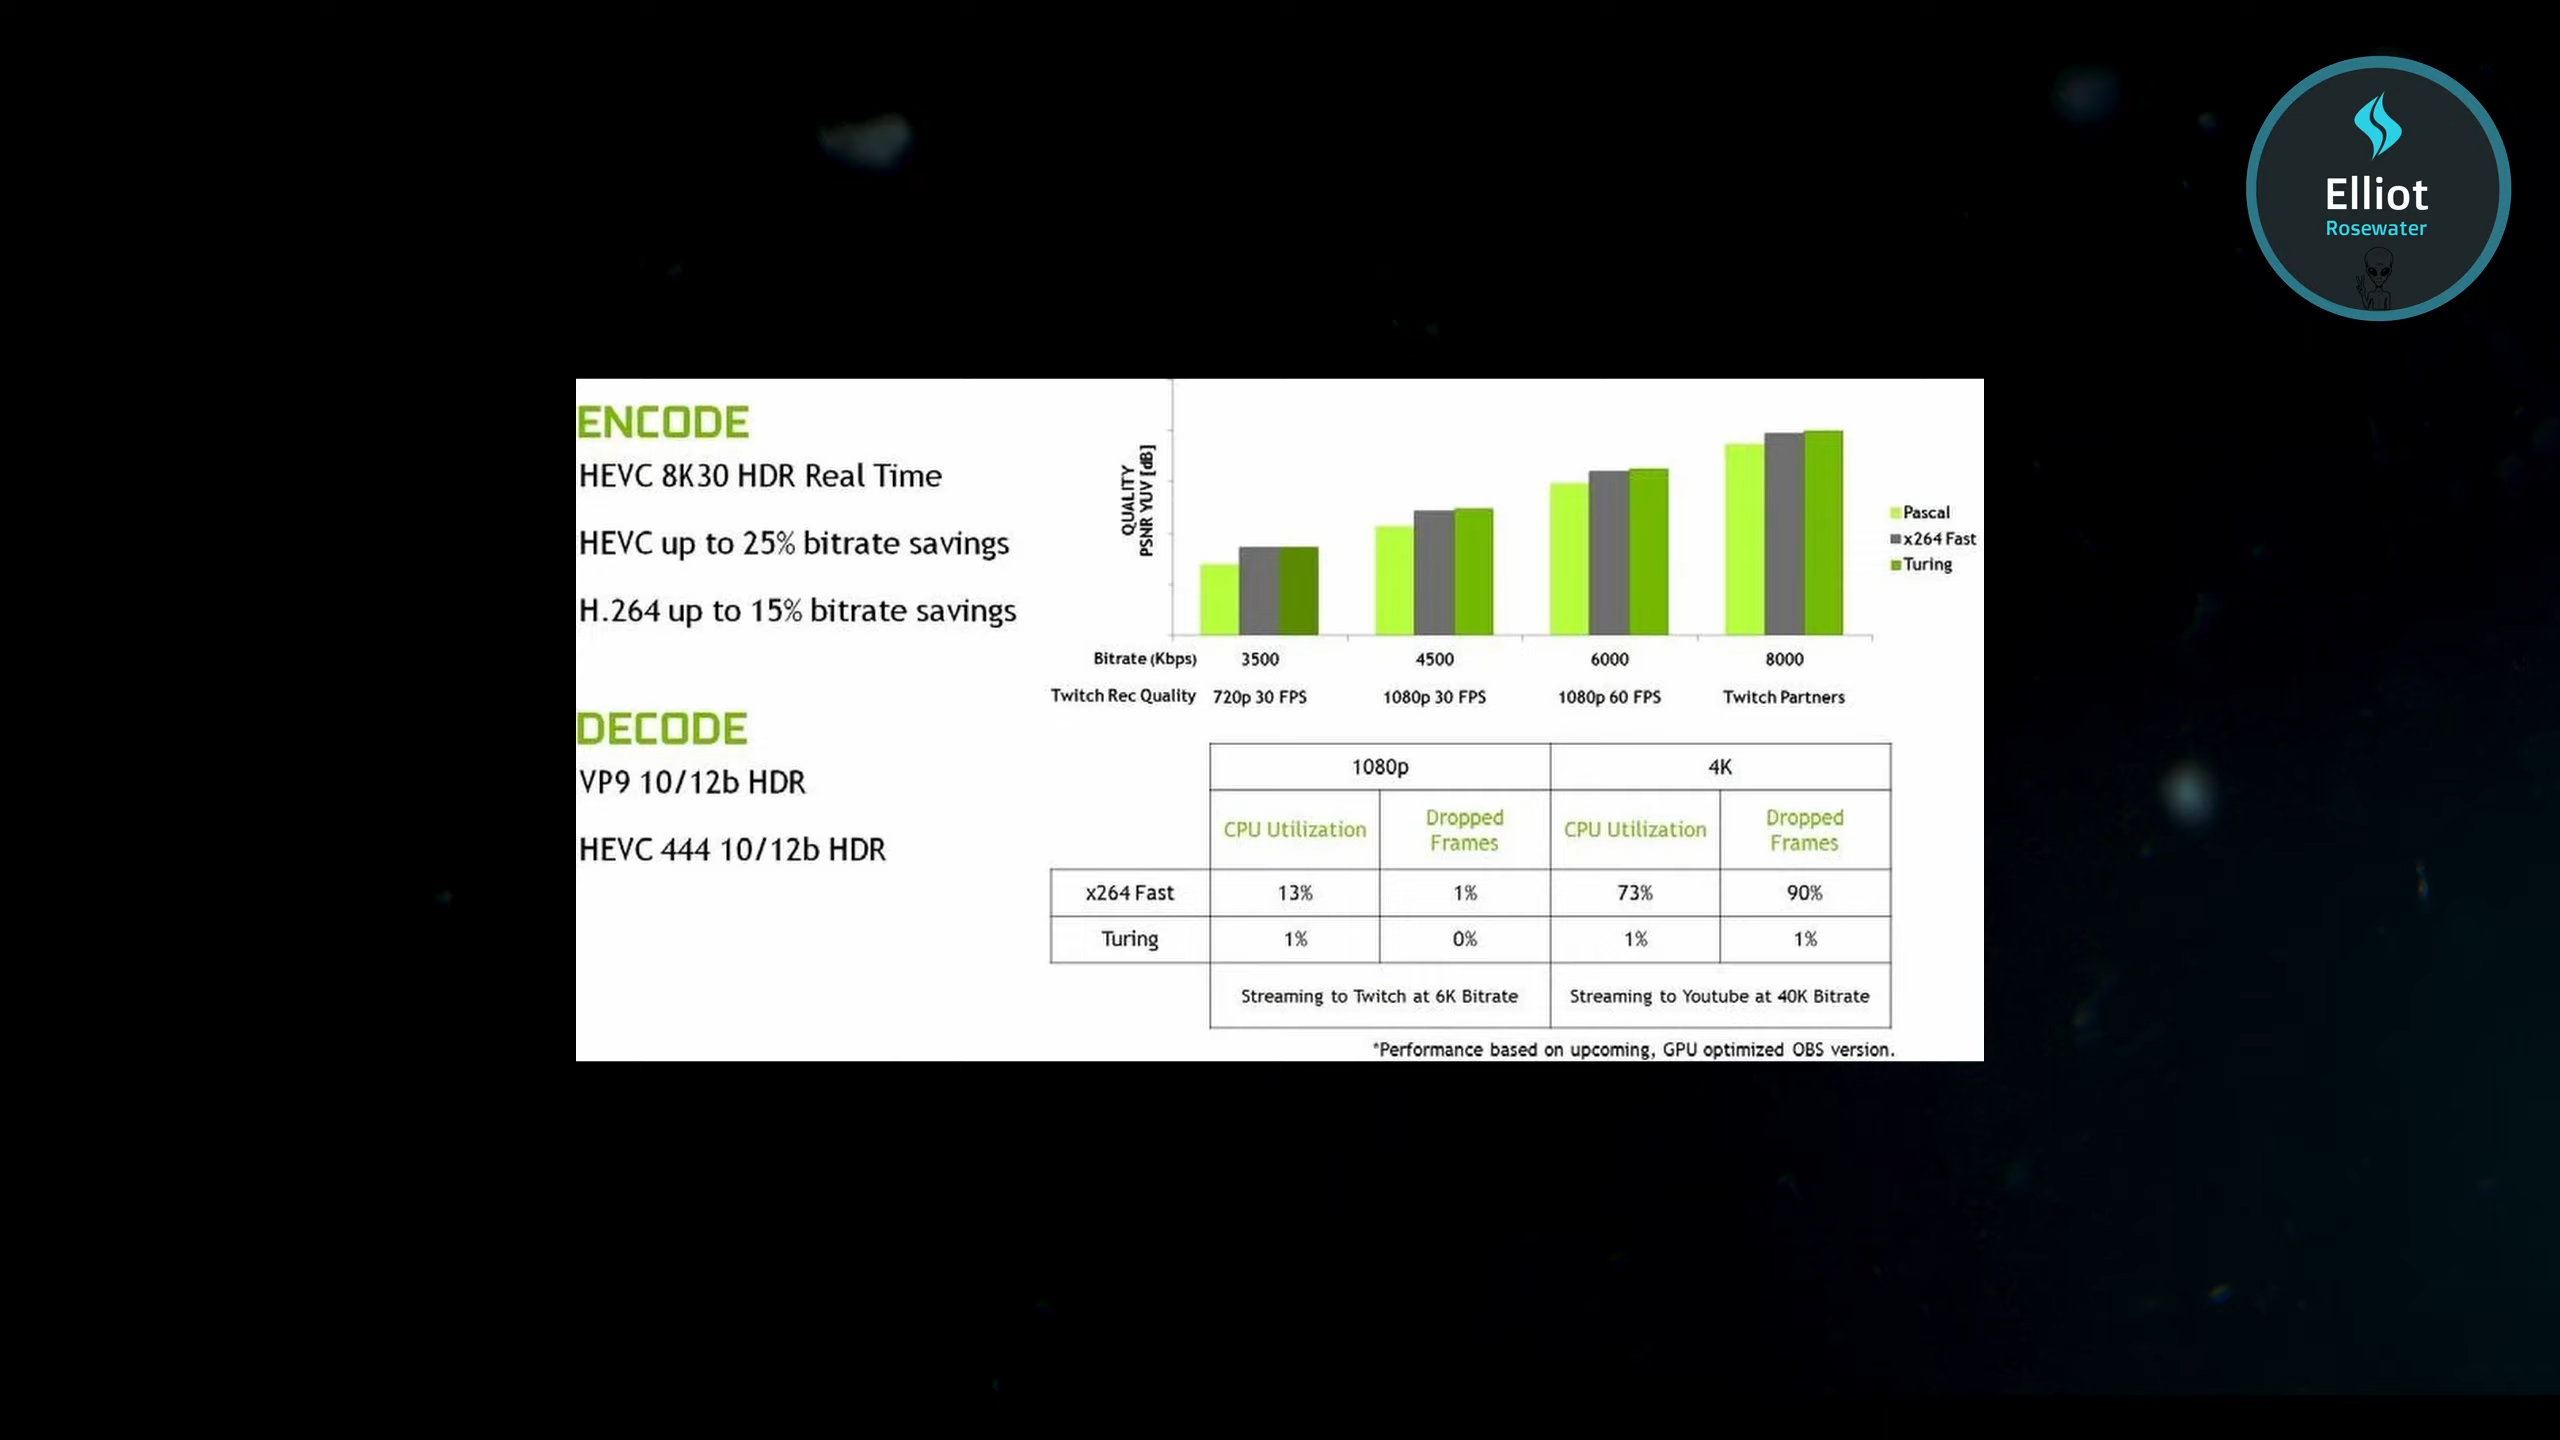 Elliot
Rosewater
ENCODE
HEVC 8K30 HDR Real Time
HEVC up to 25% bitrate savings
H.264 up to 15% bitrate savings
DECODE
VP9 10/12b HDR
HEVC 444 10/12b HDR
QUALITY
PSNR YUV [dB]
Pascal
x264 Fast
Turing
Bitrate (Kbps) 3500 4500 6000 8000
Twitch Rec Quality 720p 30 FPS 1080p 30 FPS 1080p 60 FPS Twitch Partners
1080p 4K
CPU Utilization Dropped Frames CPU Utilization Dropped Frames
x264 Fast 13% 1% 73% 90%
Turing 1% 0% 1% 1%
Streaming to Twitch at 6K Bitrate Streaming to Youtube at 40K Bitrate
*Performance based on upcoming, GPU optimized OBS version.